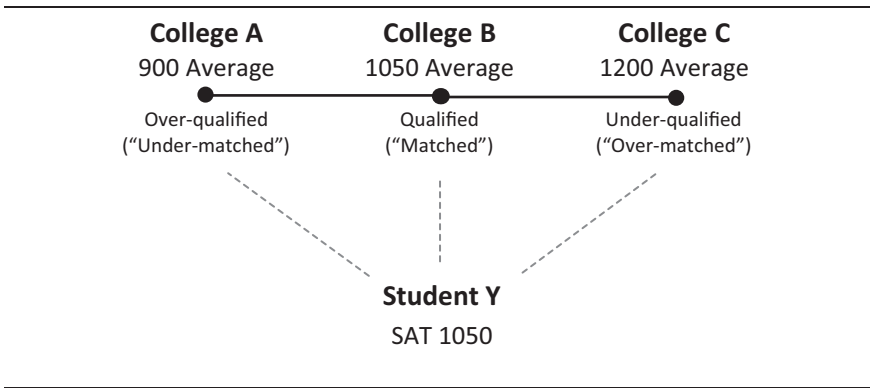 College A College B College C
900 Average 1050 Average 1200 Average
Over-qualified Qualified Under-qualified
(“Under-matched”) (“Matched”) (“Over-matched”)
Student Y
SAT 1050